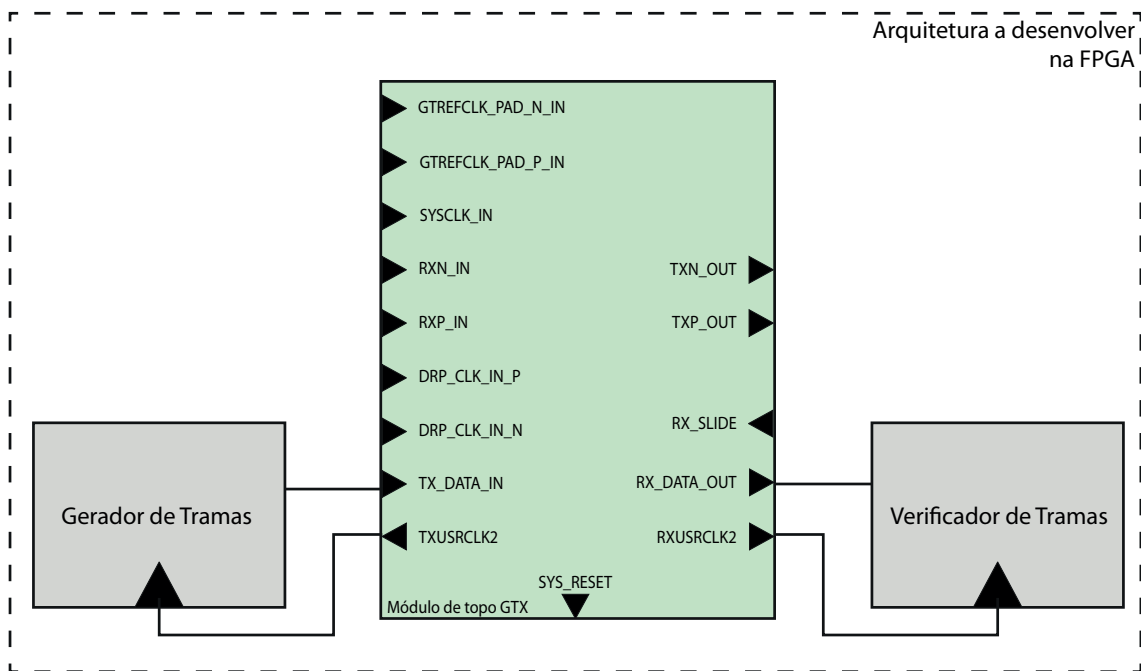 Arquitetura a desenvolver
na FPGA
GTREFCLK_PAD_N_IN
GTREFCLK_PAD_P_IN
SYSCLK_IN
RXN_IN
TXN_OUT
RXP_IN
TXP_OUT
DRP_CLK_IN_P
DRP_CLK_IN_N
RX_SLIDE
TX_DATA_IN
RX_DATA_OUT
Gerador de Tramas
Verificador de Tramas
TXUSRCLK2
RXUSRCLK2
SYS_RESET
Módulo de topo GTX